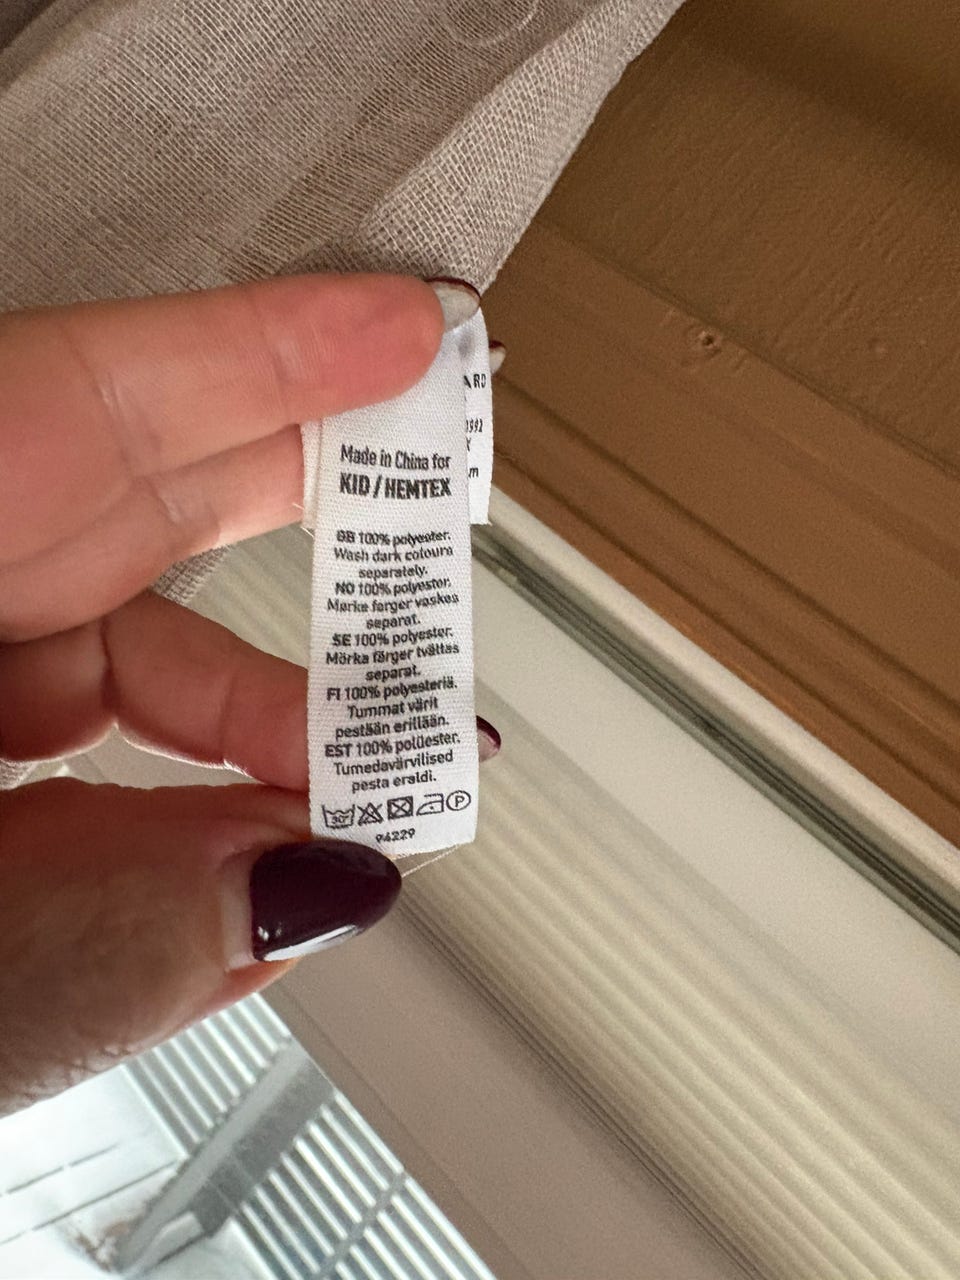 Made in China for
KID / HEMTEX
GB 100% polyester.
Wash dark colours
separately.
NO 100% polyester.
Mørke farger vaskes
separat.
SE 100% polyester.
Mörka färger tvättas
separat.
FI 100% polyesteriä.
Tummat värit
pestään erillään.
EST 100% polüester.
Tumedavärvilised
pesta eraldi.
30° P
94229
ARD
1992
m